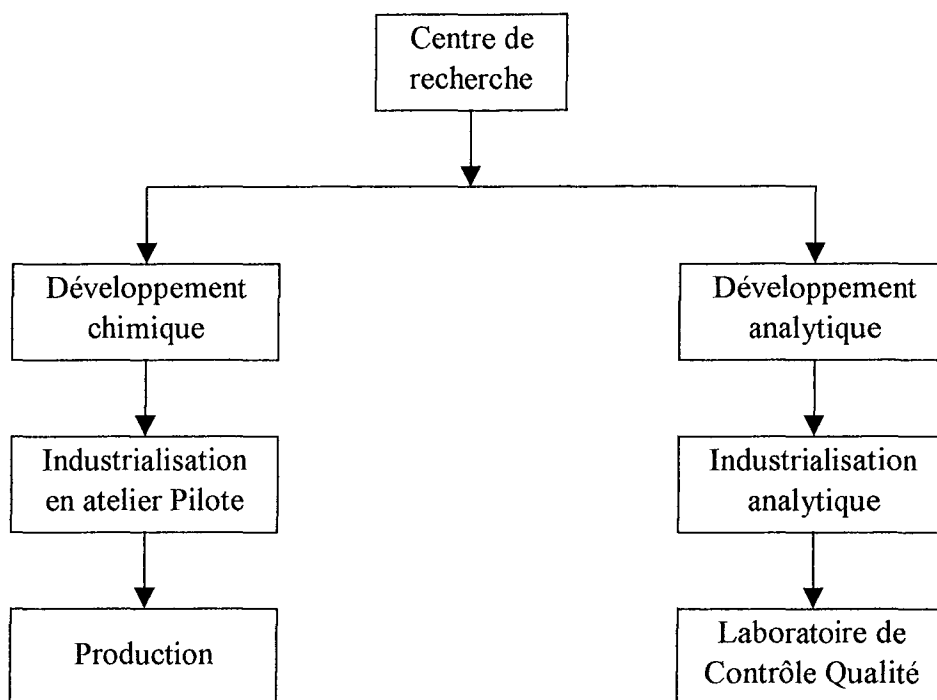 Centre de
recherche
Développement
chimique
Développement
analytique
Industrialisation
en atelier Pilote
Industrialisation
analytique
Production
Laboratoire de
Contrôle Qualité